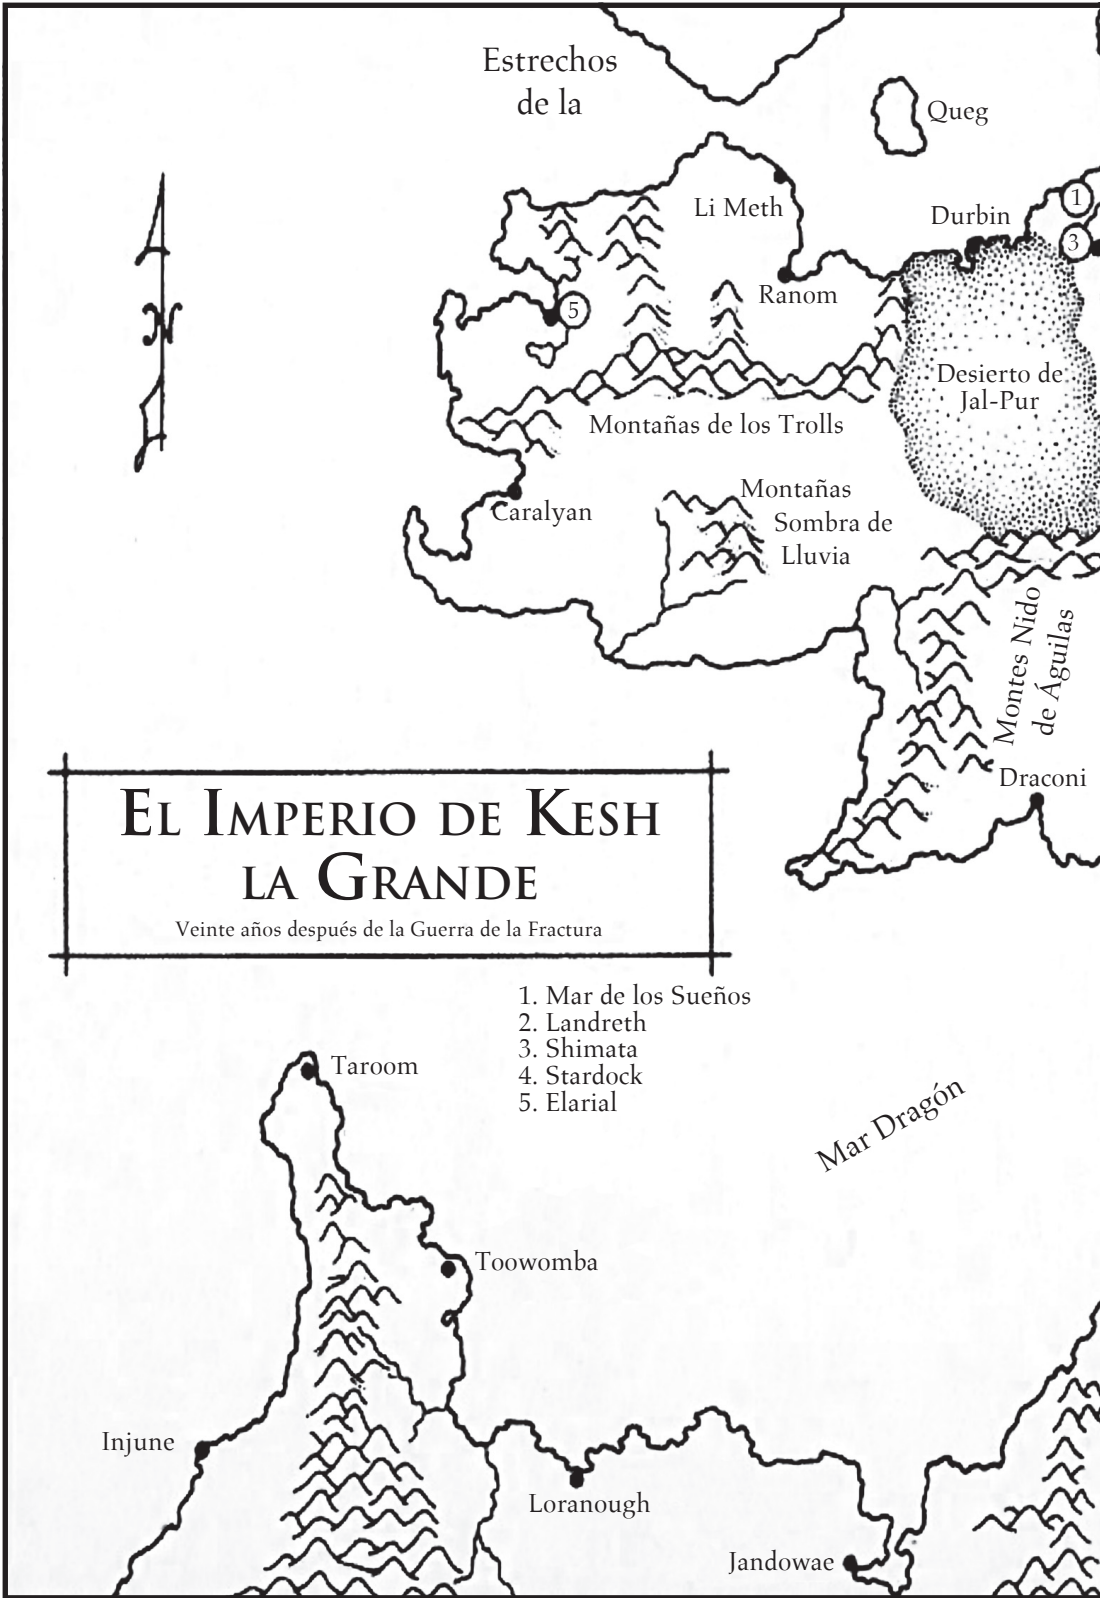 Estrechos
de la
Queg
1
Li Meth
Durbin
3
Ranom
5
Desierto de
Jal-Pur
Montañas de los Trolls
Montañas
Sombra de
Lluvia
Caralyan
Montes Nido
de Águilas
Draconi
N
EL IMPERIO DE KESH
LA GRANDE
Veinte años después de la Guerra de la Fractura
1. Mar de los Sueños
2. Landreth
3. Shimata
4. Stardock
5. Elarial
Taroom
Mar Dragón
Toowomba
Injune
Loranough
Jandowae